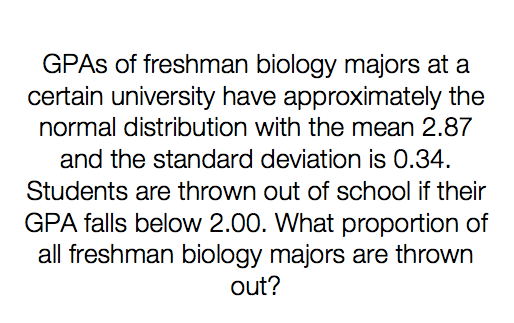 GPAs of freshman biology majors at a
certain university have approximately the
normal distribution with the mean 2.87
and the standard deviation is 0.34.
Students are thrown out of school if their
GPA falls below 2.00. What proportion of
all freshman biology majors are thrown
out?